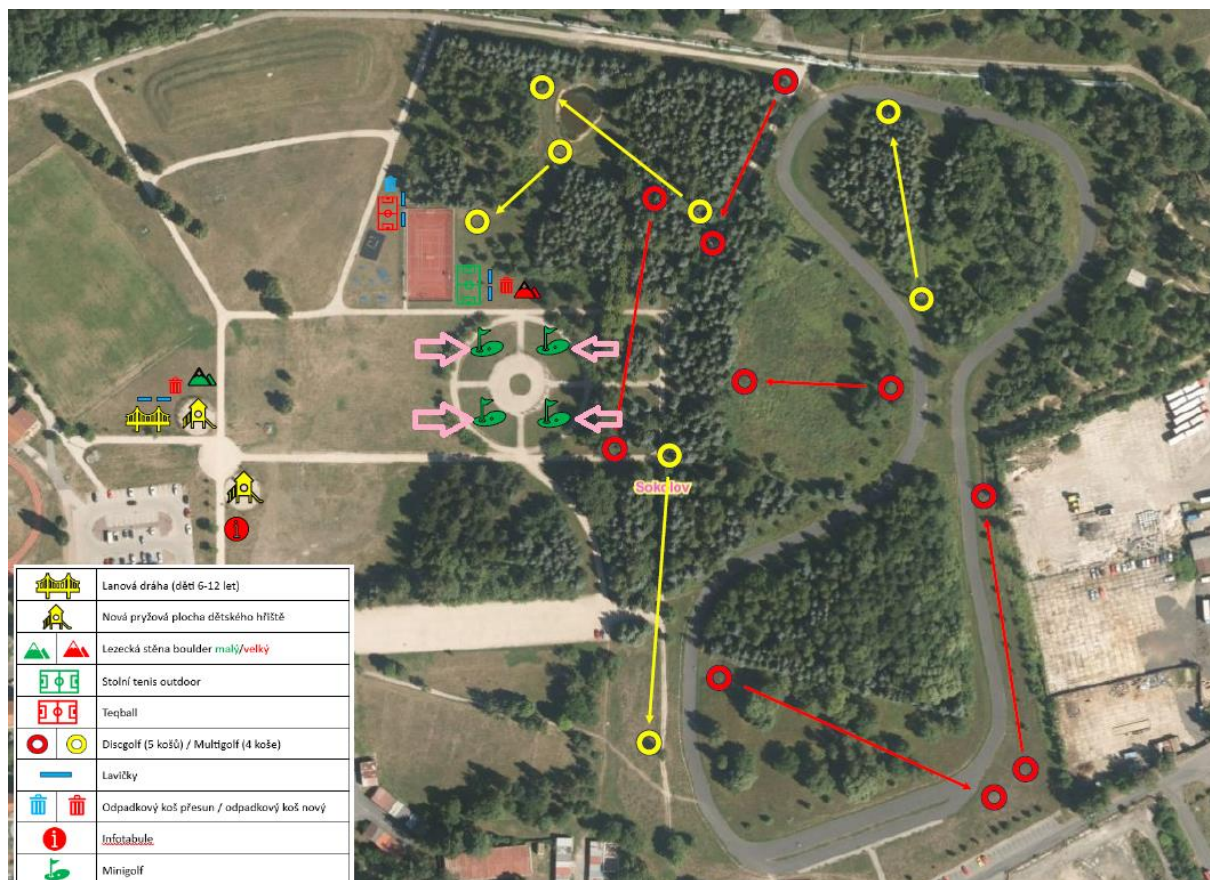 Sokolov
Lanová dráha (děti 6-12 let)
Nová pryžová plocha dětského hřiště
Lezecká stěna boulder malý/velký
Stolní tenis outdoor
Teqball
Discgolf (5 košů) / Multigolf (4 koše)
Lavičky
Odpadkový koš přesun / odpadkový koš nový
Infotabule
Minigolf